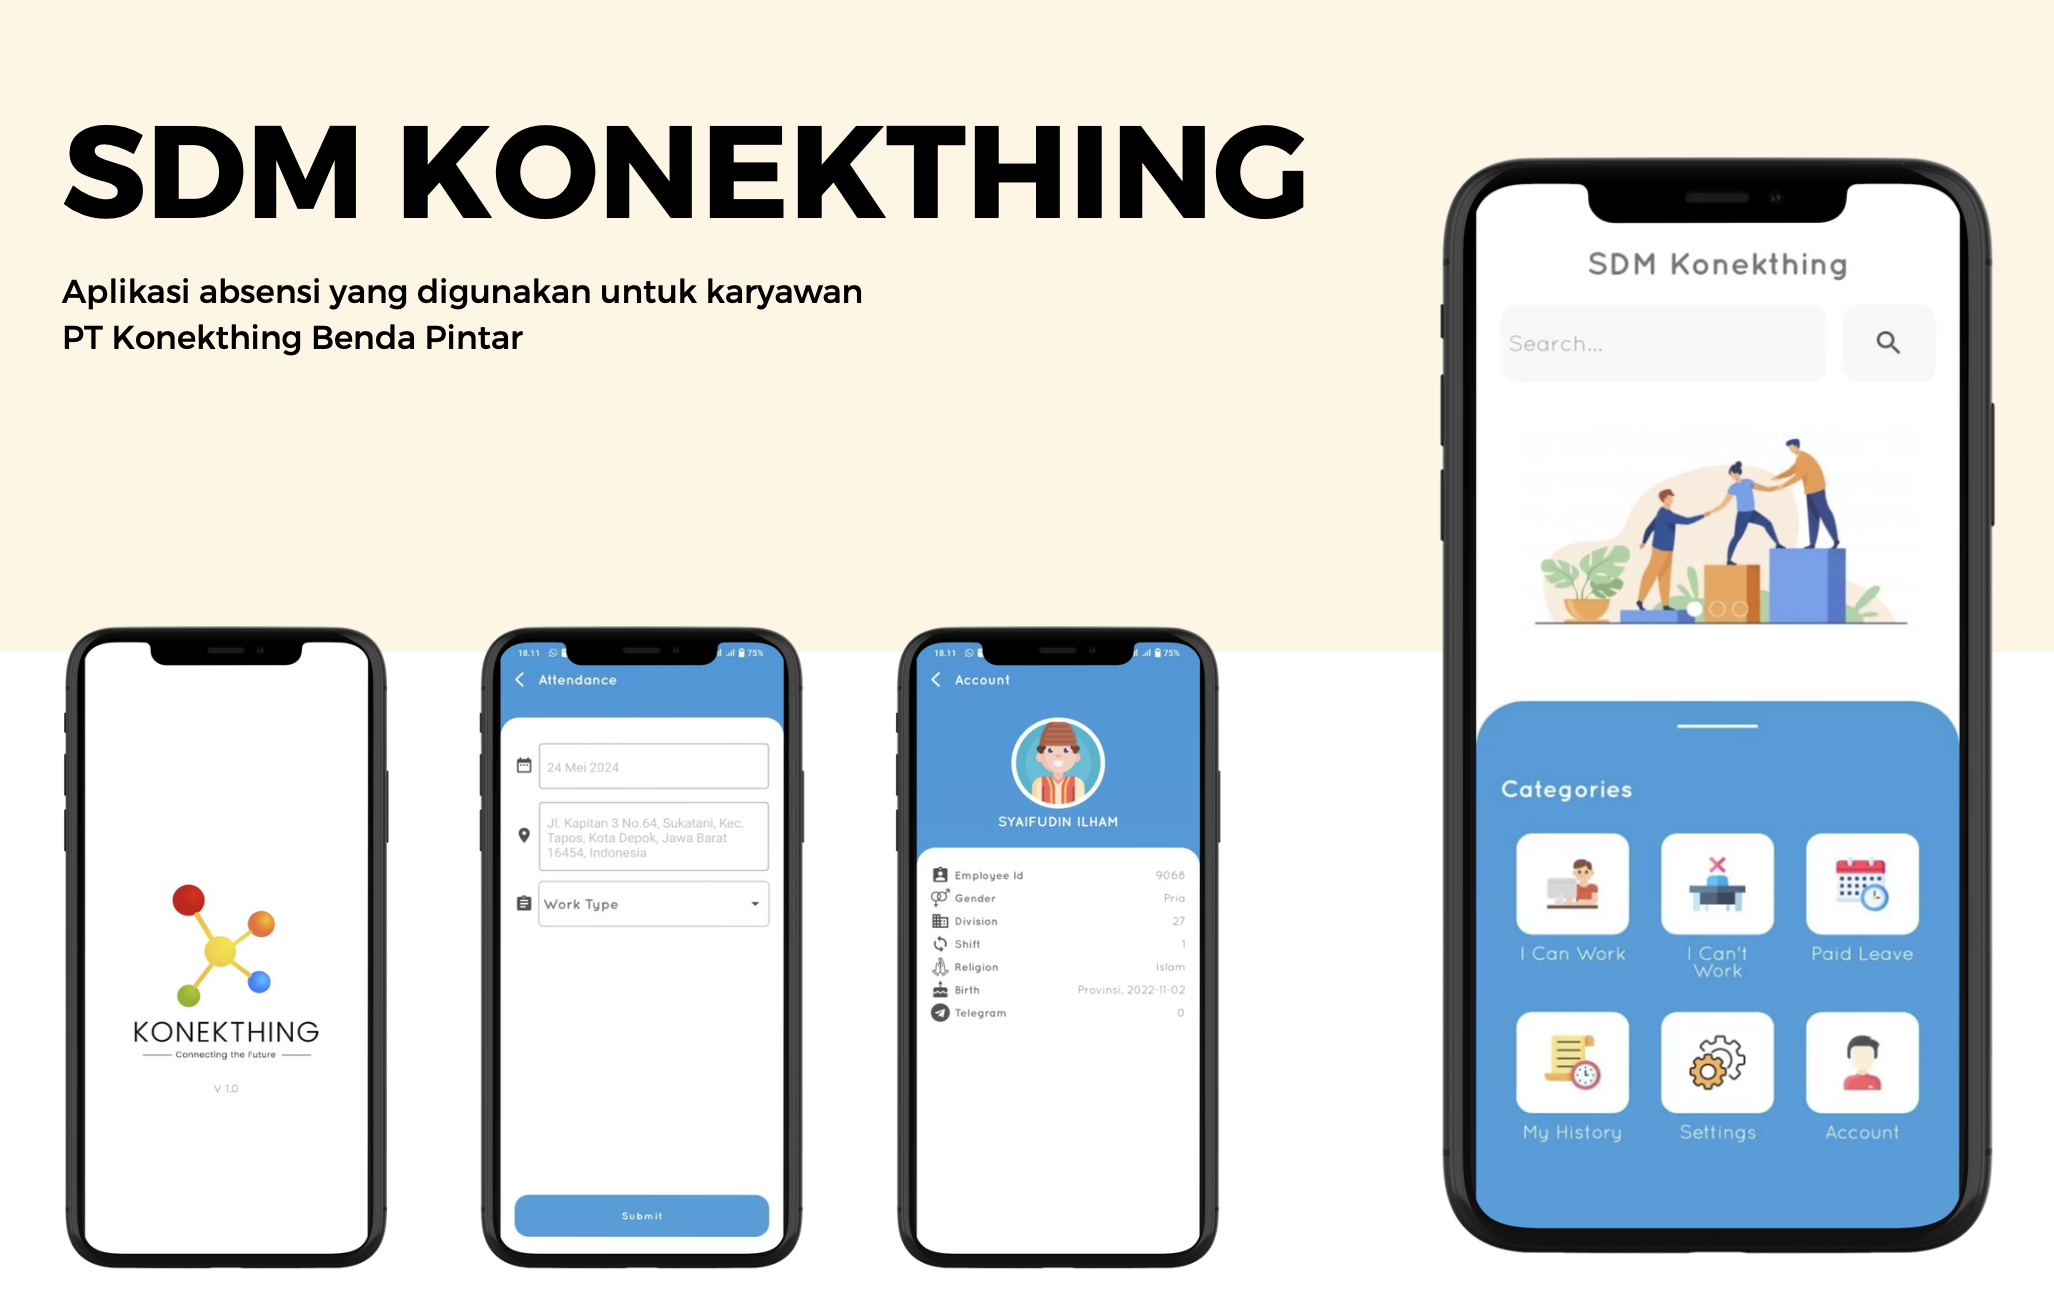 SDM KONEKTHING
Aplikasi absensi yang digunakan untuk karyawan
PT Konekthing Benda Pintar
KONEKTHING
Connecting the Future
V 1.0
18.11
75%
Attendance
24 Mei 2024
Jl. Kapitan 3 No.64, Sukatani, Kec.
Tapos, Kota Depok, Jawa Barat
16454, Indonesia
Work Type
Submit
18.11
75%
Account
SYAIFUDIN ILHAM
Employee Id 9068
Gender Pria
Division 27
Shift 1
Religion Islam
Birth Provinsi, 2022-11-02
Telegram 0
SDM Konekthing
Search...
Categories
I Can Work
I Can't
Work
Paid Leave
My History
Settings
Account